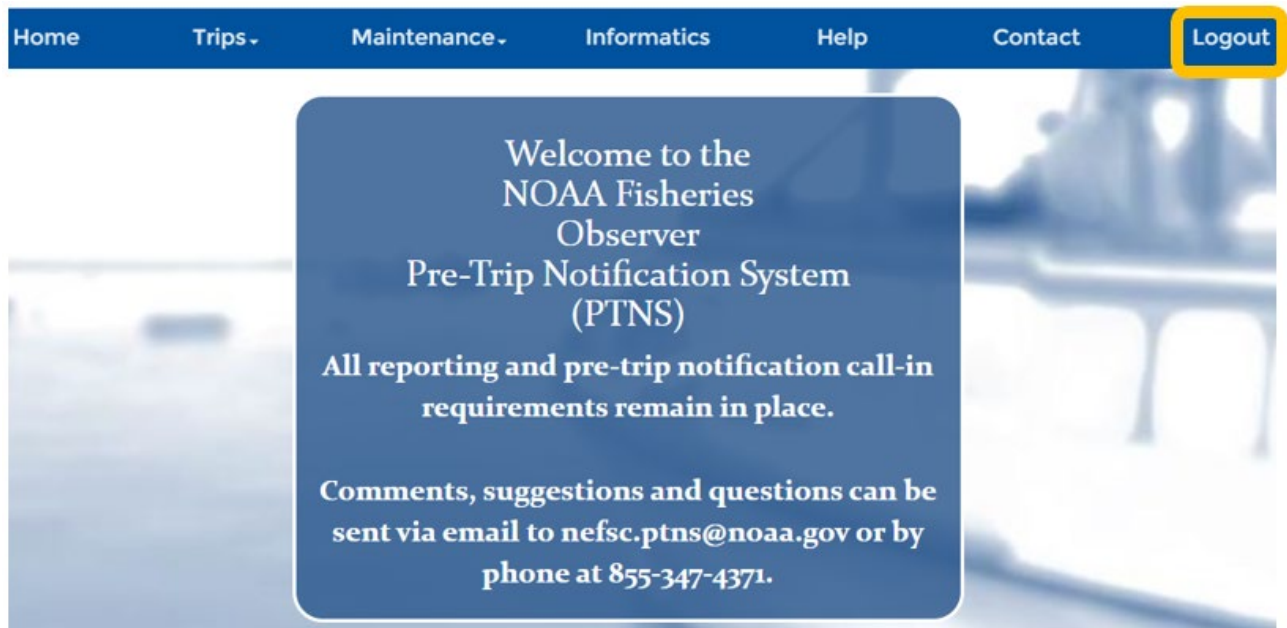 Home Trips Maintenance Informatics Help Contact Logout
Welcome to the
NOAA Fisheries
Observer
Pre-Trip Notification System
(PTNS)
All reporting and pre-trip notification call-in
requirements remain in place.
Comments, suggestions and questions can be
sent via email to nefsc.ptns@noaa.gov or by
phone at 855-347-4371.